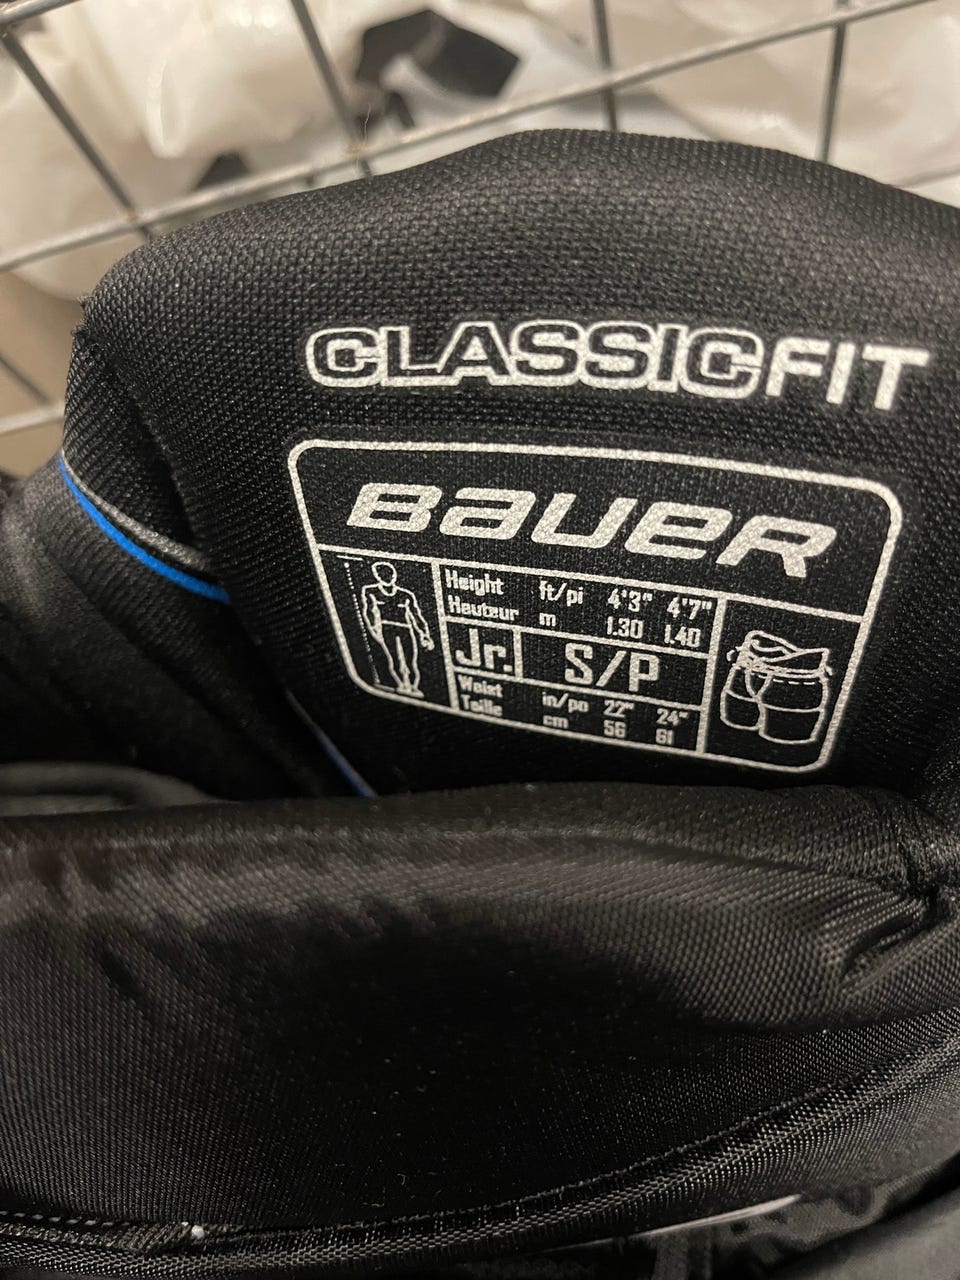 CLASSICFIT
BAUER
Height ft/pi 4'3" 4'7"
Hauteur m 1.30 1.40
Jr. S/P
Waist in/po 22" 24"
Taille cm 56 61